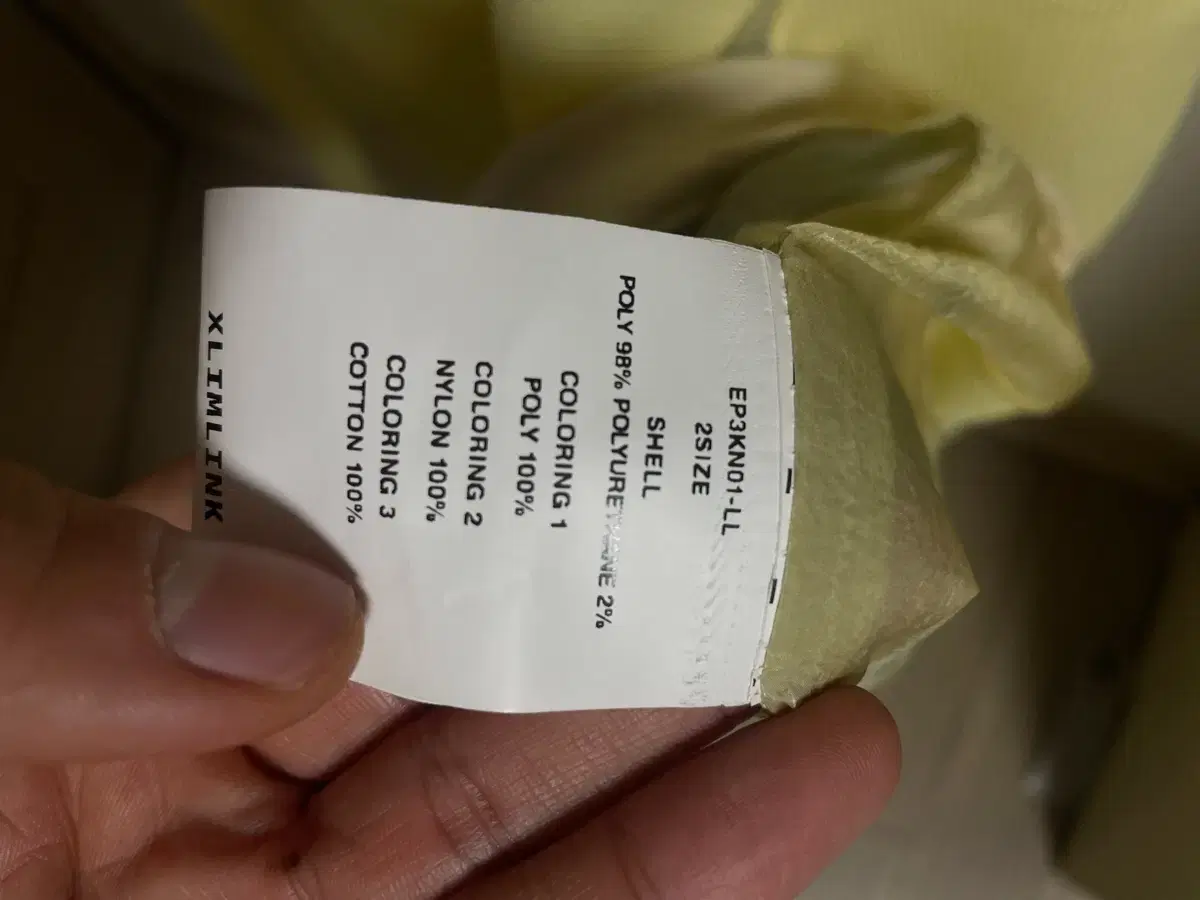 EP3KN01-LL
2SIZE
SHELL
POLY 98% POLYURETHANE 2%
COLORING 1
POLY 100%
COLORING 2
NYLON 100%
COLORING 3
COTTON 100%
XLIMLINK